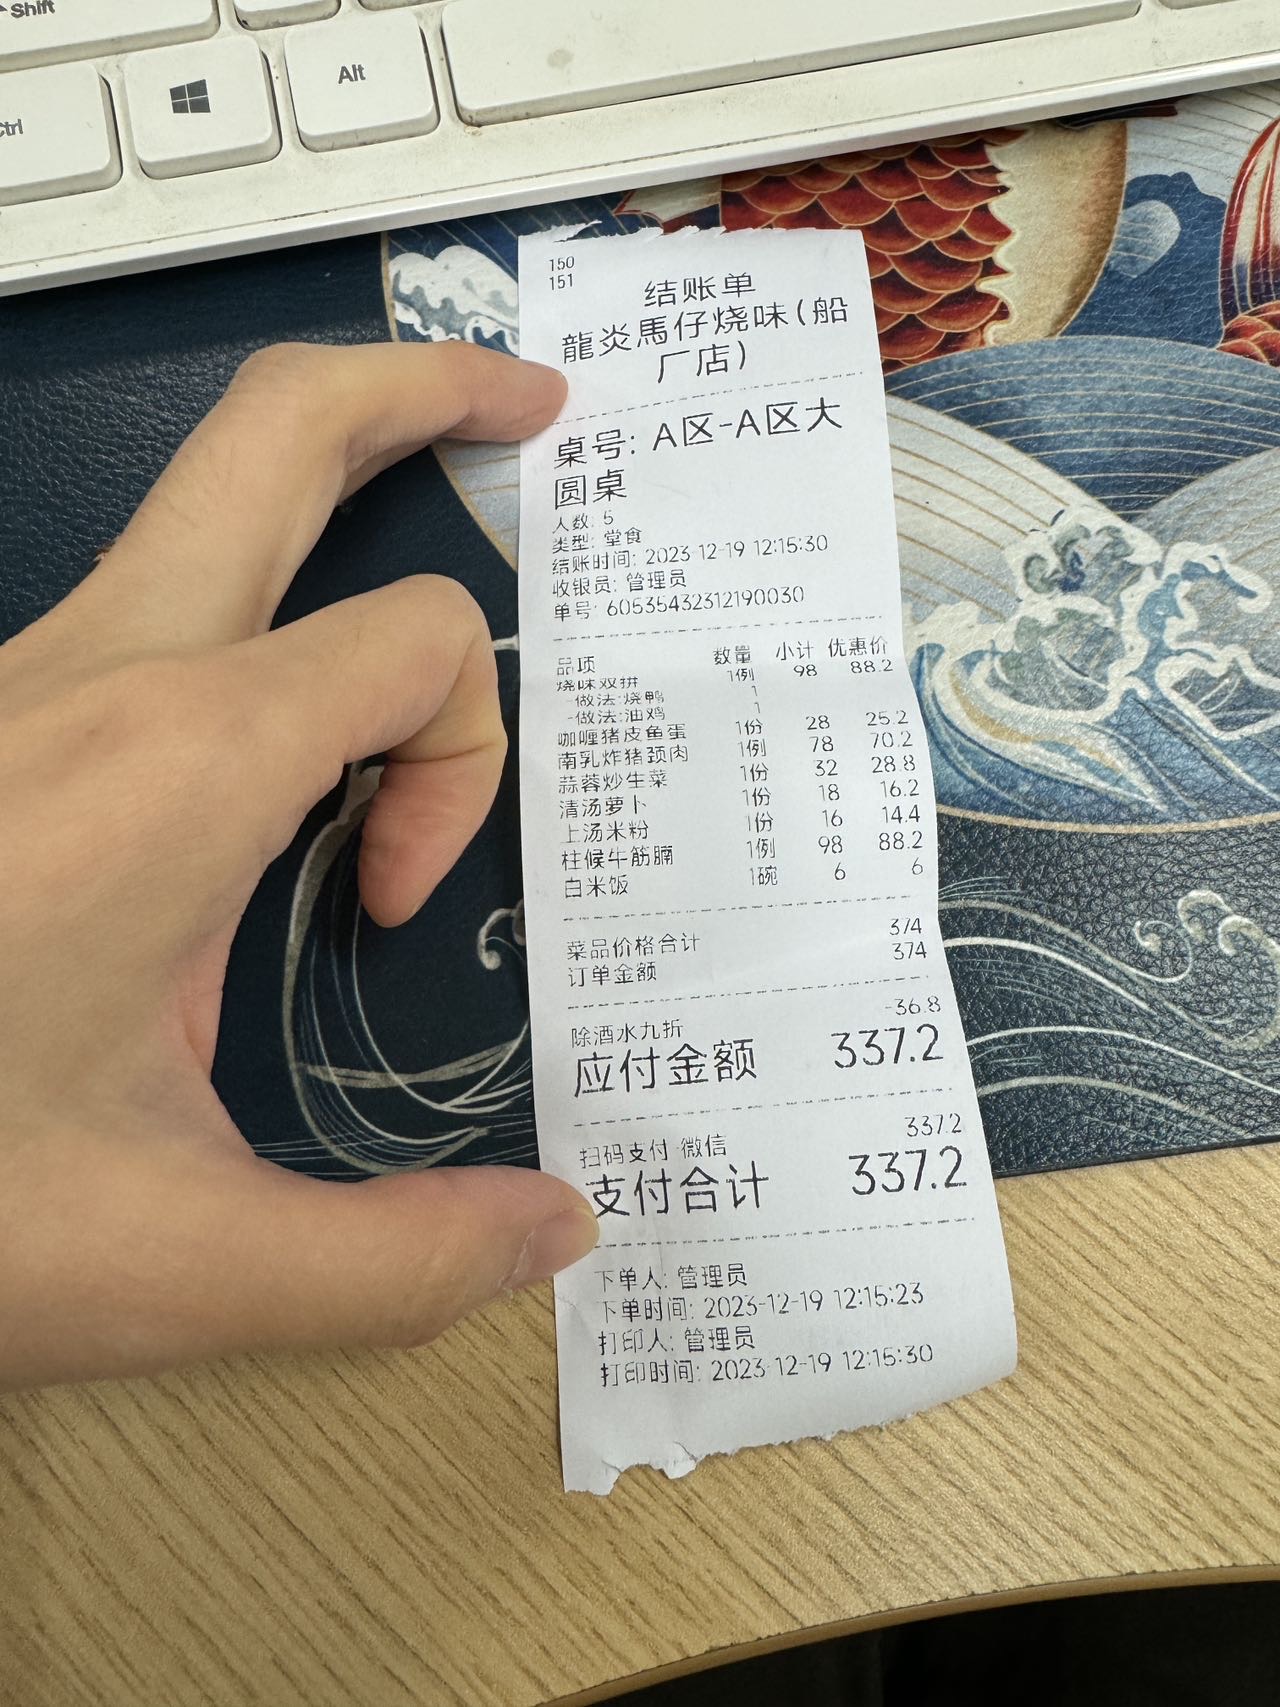 Shift
Ctrl
Alt
150
151
结账单
龍炎馬仔烧味(船
厂店)
桌号: A区-A区大
圆桌
人数: 5
类型: 堂食
结账时间: 2023-12-19 12:15:30
收银员: 管理员
单号: 60535432312190030
品项 数量 小计 优惠价
烧味双拼 1例 98 88.2
-做法:烧鸭 1
-做法:油鸡 1
咖喱猪皮鱼蛋 1份 28 25.2
南乳炸猪颈肉 1例 78 70.2
蒜蓉炒生菜 1份 32 28.8
清汤萝卜 1份 18 16.2
上汤米粉 1份 16 14.4
柱候牛筋腩 1例 98 88.2
白米饭 1碗 6 6
菜品价格合计 374
订单金额 374
除酒水九折 -36.8
应付金额 337.2
扫码支付-微信 337.2
支付合计 337.2
下单人: 管理员
下单时间: 2023-12-19 12:15:23
打印人: 管理员
打印时间: 2023-12-19 12:15:30